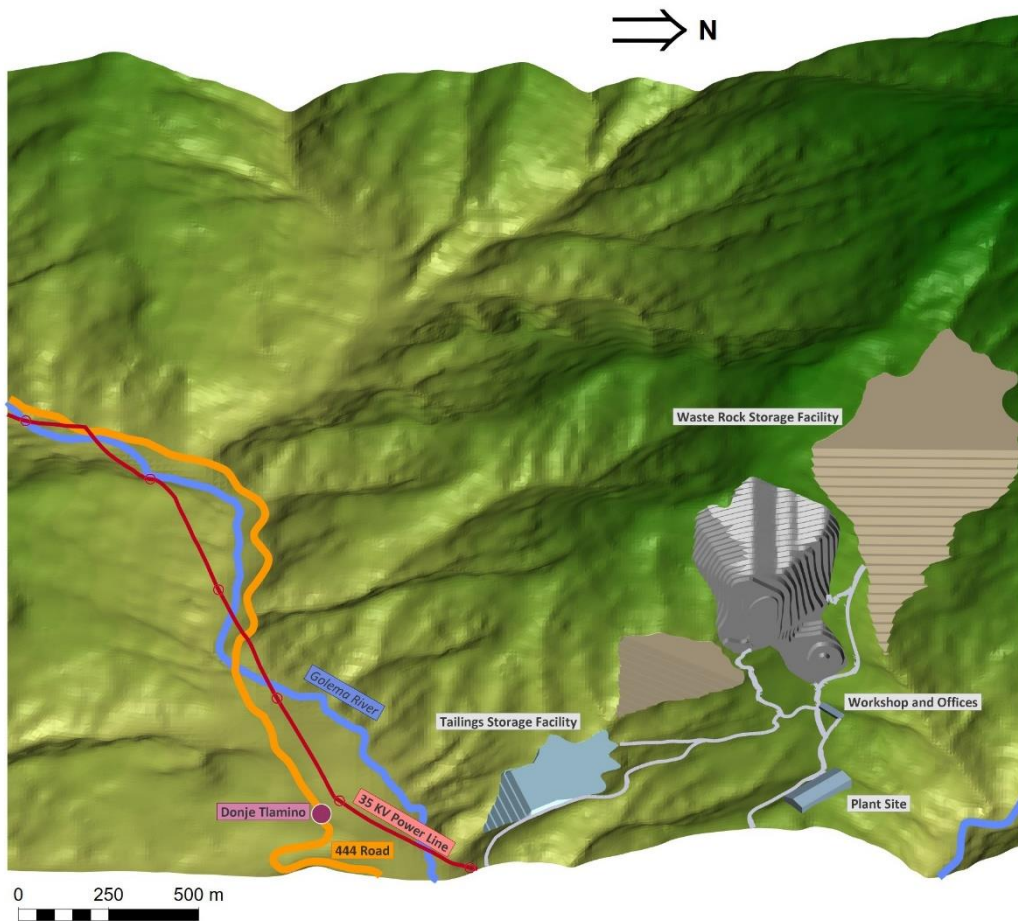 N
Waste Rock Storage Facility
Golema River
Tailings Storage Facility
Workshop and Offices
Donje Tlamino
35 KV Power Line
Plant Site
444 Road
0 250 500 m